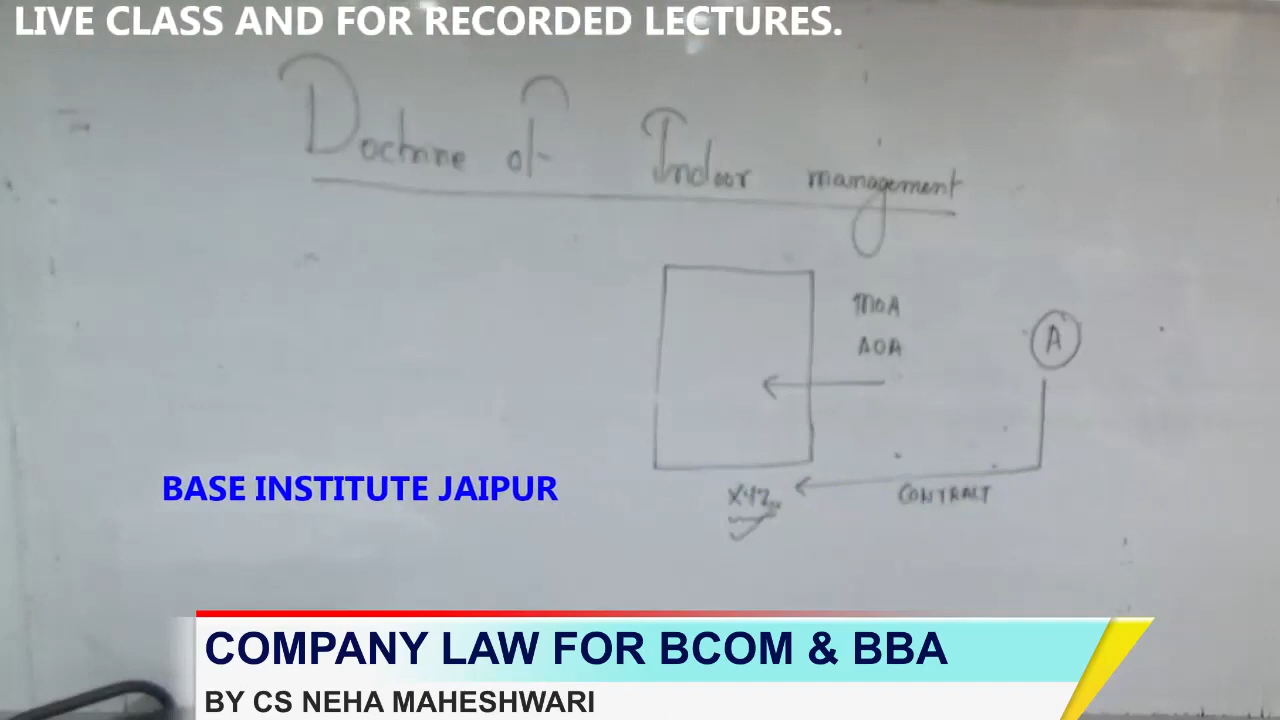 LIVE CLASS AND FOR RECORDED LECTURES.
Doctrine of Indoor management
MOA
AOA
A
BASE INSTITUTE JAIPUR
XYZ
CONTRACT
COMPANY LAW FOR BCOM & BBA
BY CS NEHA MAHESHWARI